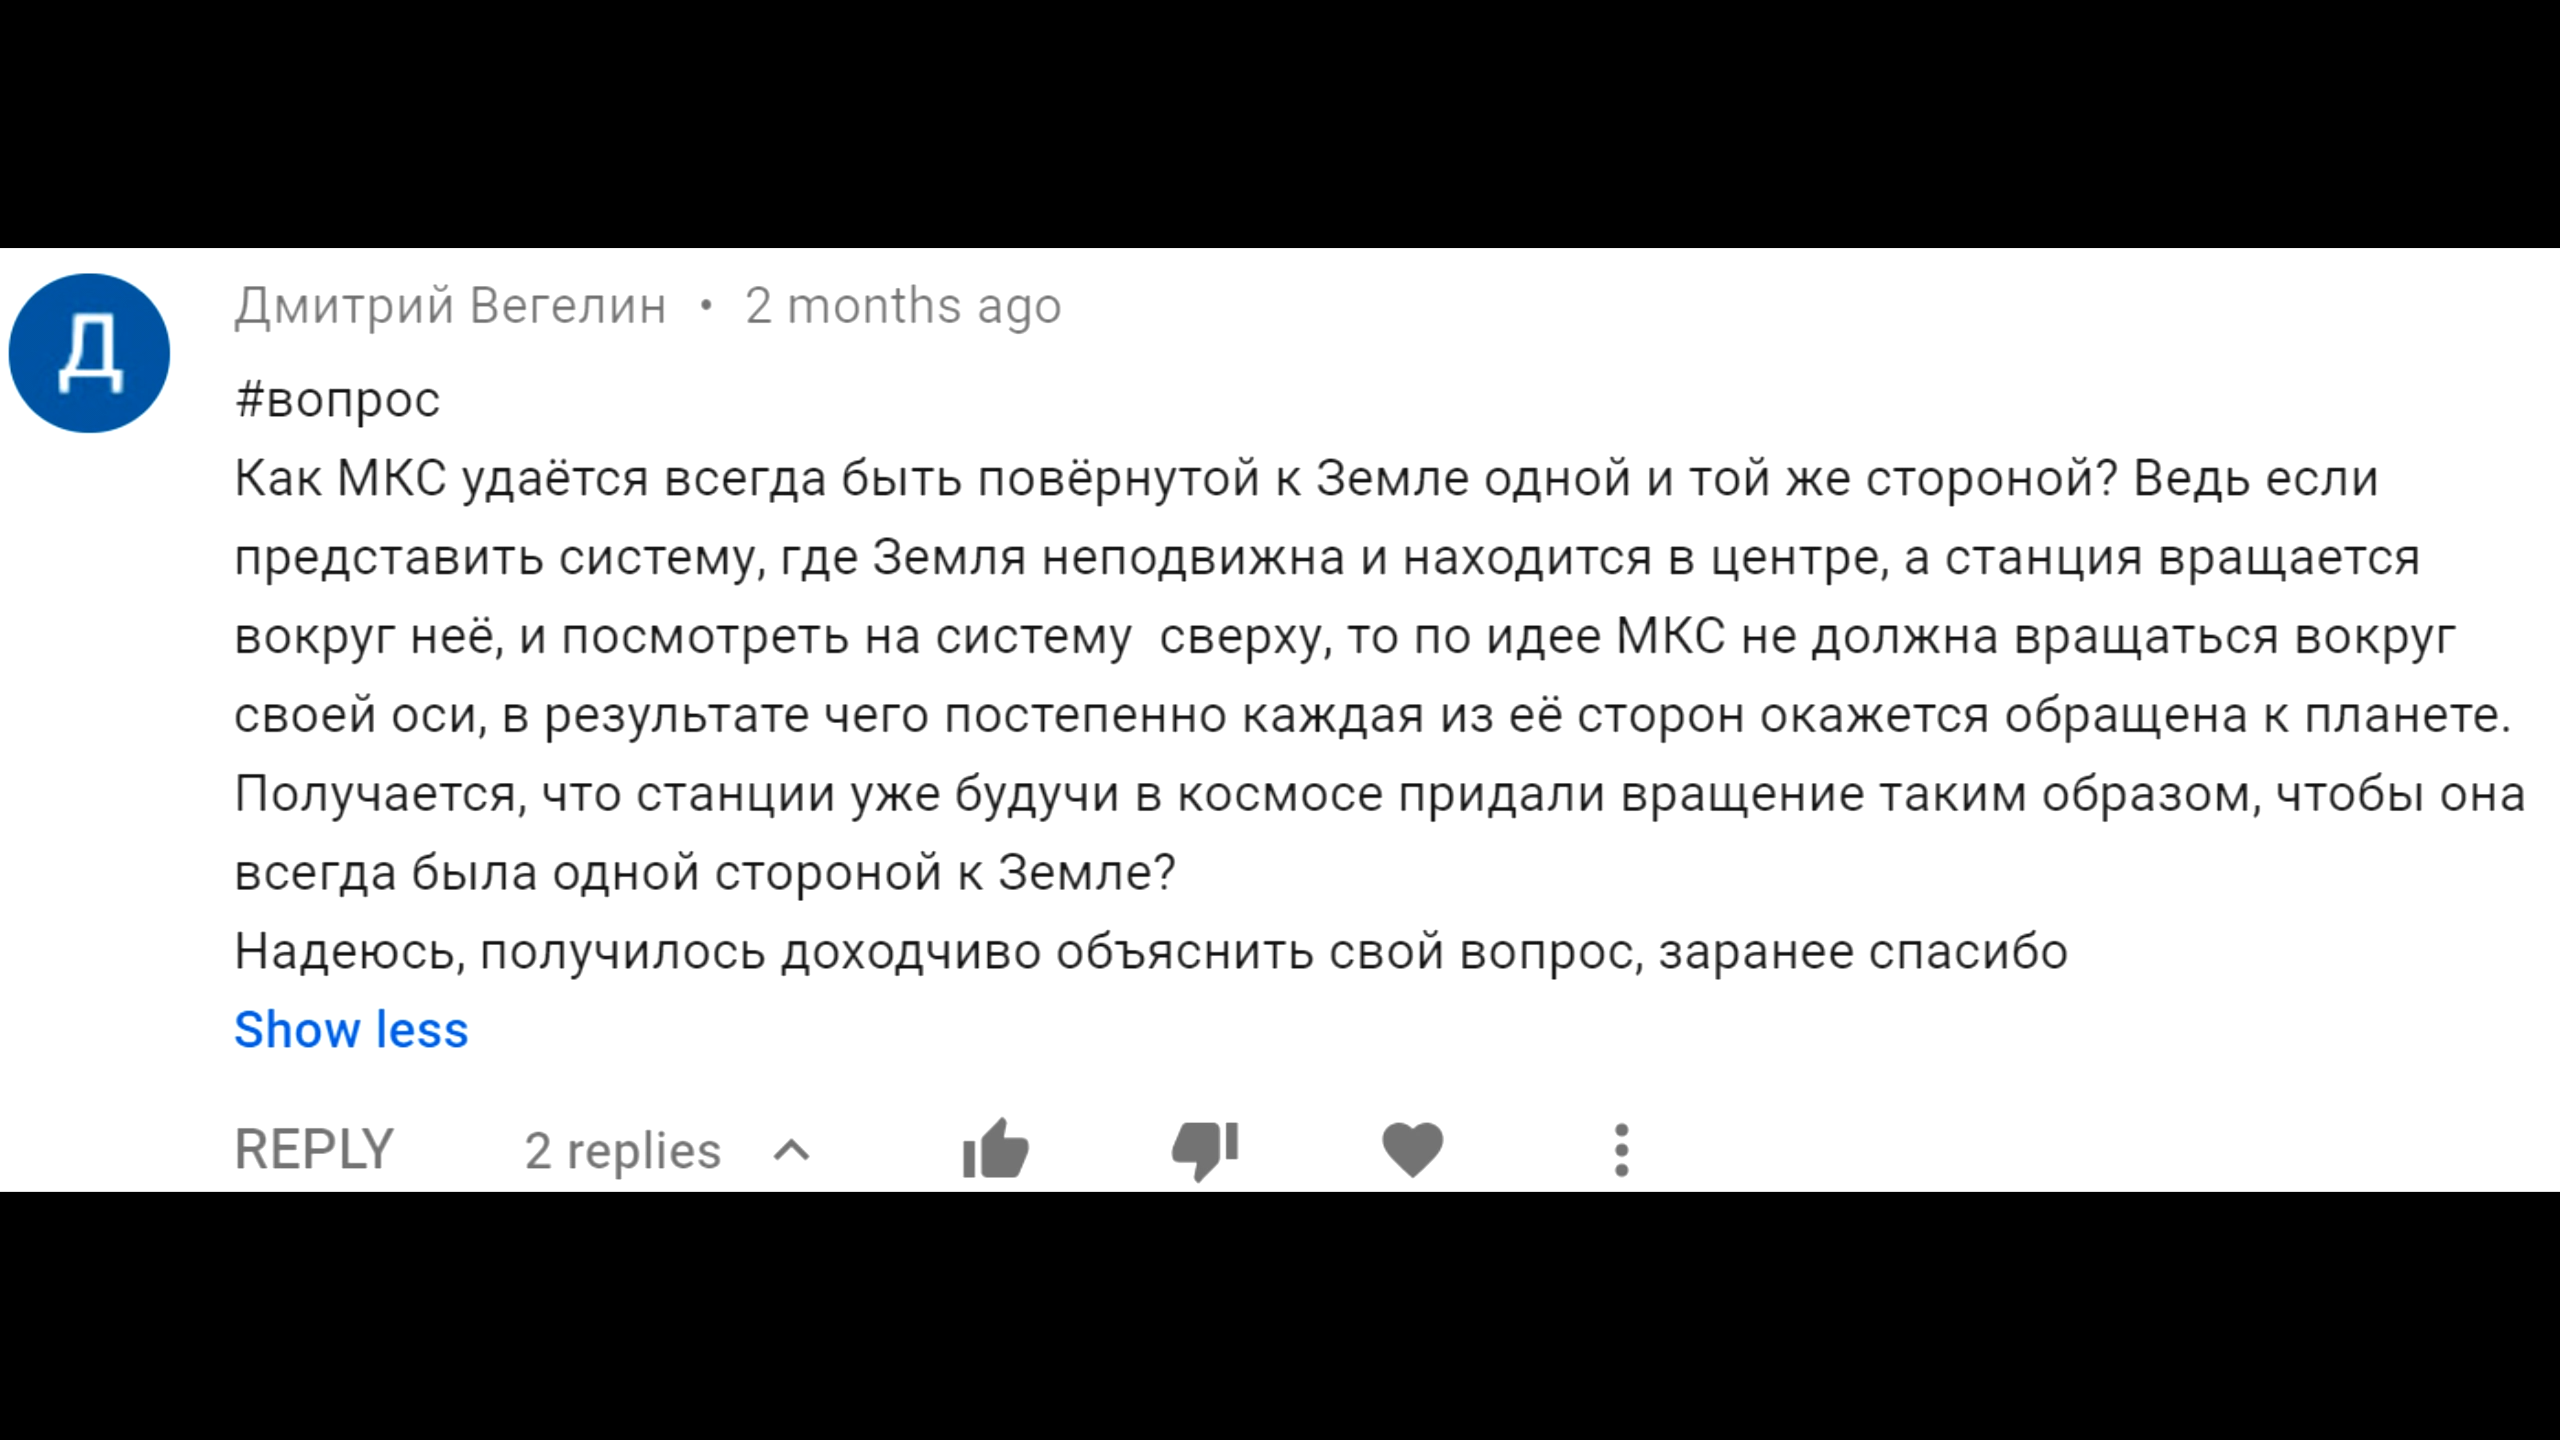 Д
Дмитрий Вегелин • 2 months ago
#вопрос
Как МКС удаётся всегда быть повёрнутой к Земле одной и той же стороной? Ведь если
представить систему, где Земля неподвижна и находится в центре, а станция вращается
вокруг неё, и посмотреть на систему  сверху, то по идее МКС не должна вращаться вокруг
своей оси, в результате чего постепенно каждая из её сторон окажется обращена к планете.
Получается, что станции уже будучи в космосе придали вращение таким образом, чтобы она
всегда была одной стороной к Земле?
Надеюсь, получилось доходчиво объяснить свой вопрос, заранее спасибо
Show less
REPLY 2 replies